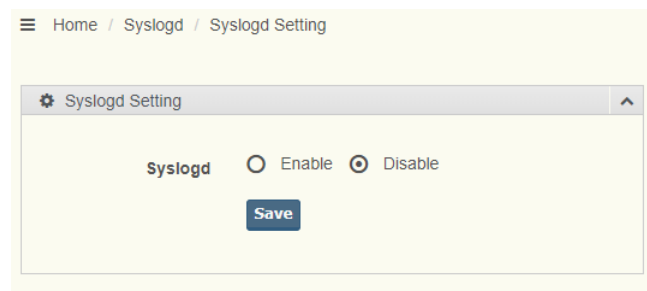 Home / Syslogd / Syslogd Setting
Syslogd Setting
Syslogd Enable Disable
Save